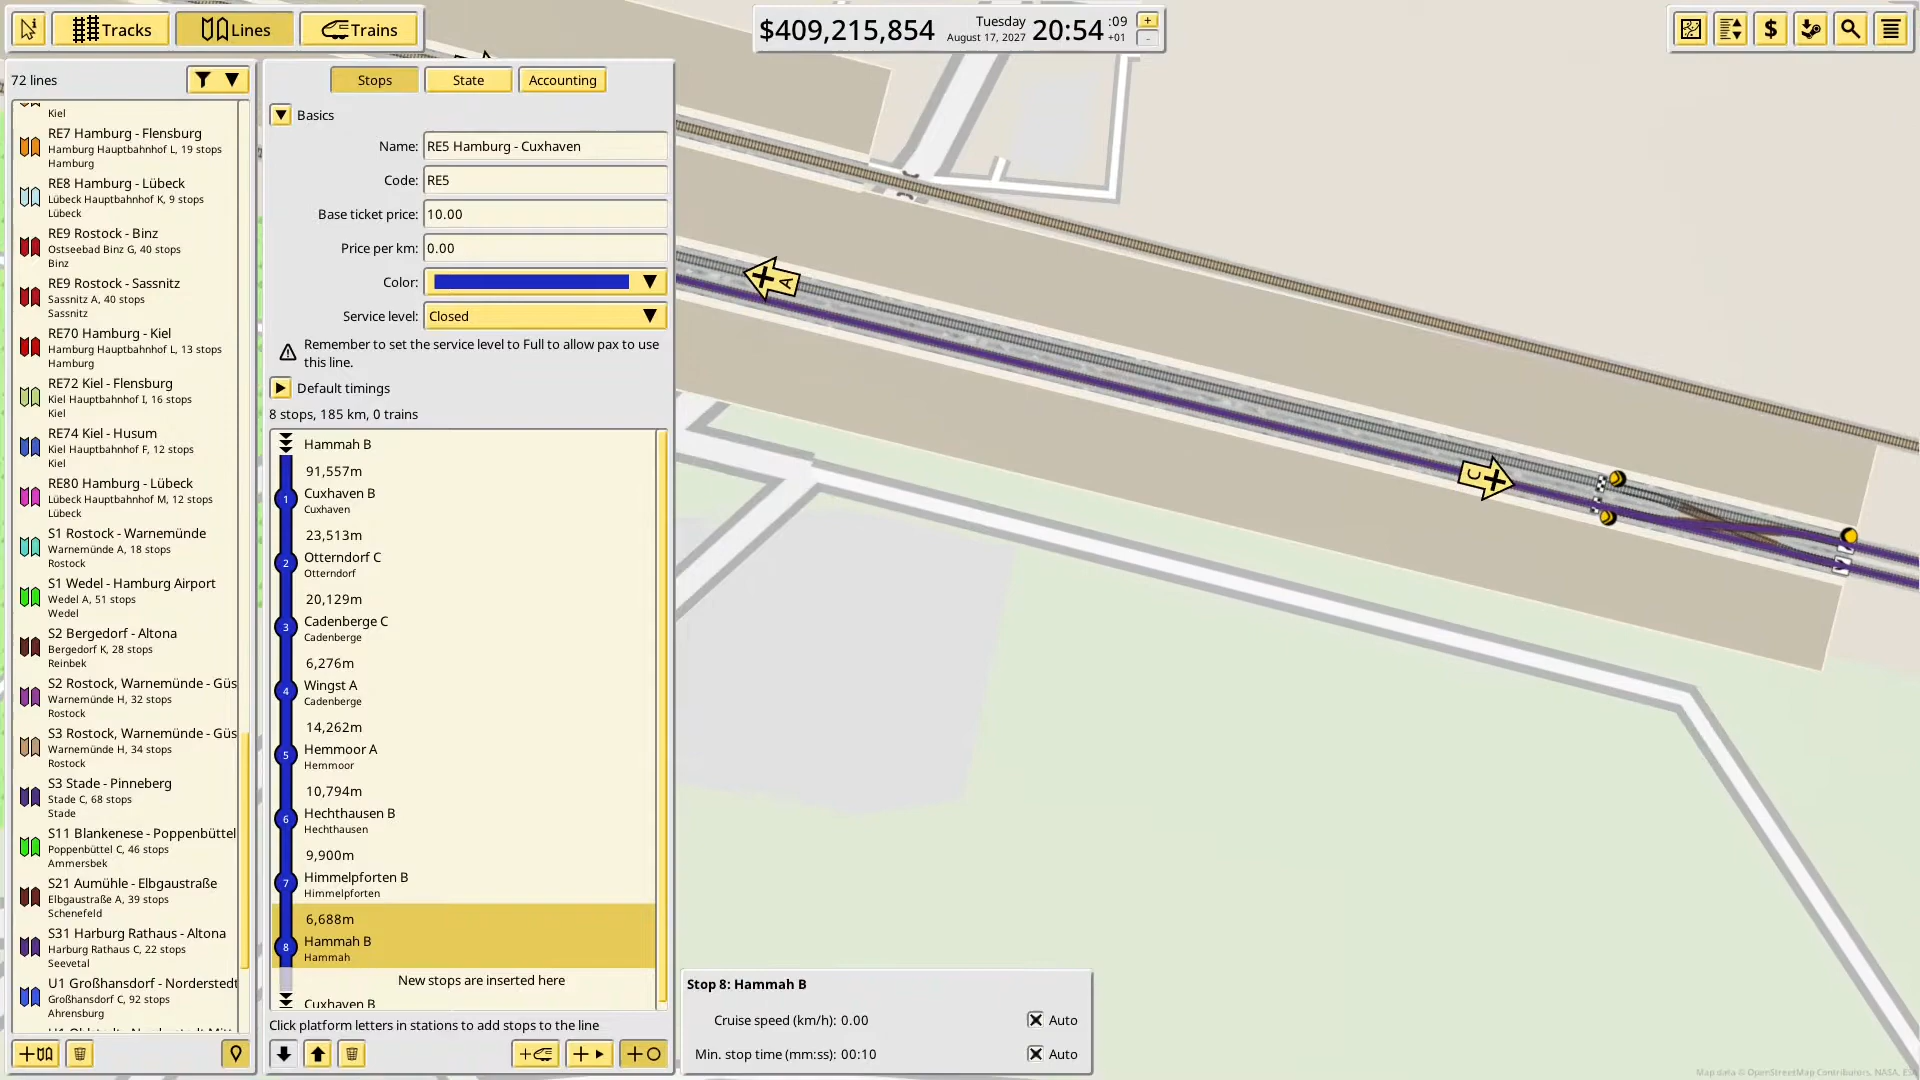 Tracks
Lines
Trains
$409,215,854
Tuesday
August 17, 2027
20:54
:09
+01
+
-
$
72 lines
Kiel
RE7 Hamburg - Flensburg
Hamburg Hauptbahnhof L, 19 stops
Hamburg
RE8 Hamburg - Lübeck
Lübeck Hauptbahnhof K, 9 stops
Lübeck
RE9 Rostock - Binz
Ostseebad Binz G, 40 stops
Binz
RE9 Rostock - Sassnitz
Sassnitz A, 40 stops
Sassnitz
RE70 Hamburg - Kiel
Hamburg Hauptbahnhof L, 13 stops
Hamburg
RE72 Kiel - Flensburg
Kiel Hauptbahnhof I, 16 stops
Kiel
RE74 Kiel - Husum
Kiel Hauptbahnhof F, 12 stops
Kiel
RE80 Hamburg - Lübeck
Lübeck Hauptbahnhof M, 12 stops
Lübeck
S1 Rostock - Warnemünde
Warnemünde A, 18 stops
Rostock
S1 Wedel - Hamburg Airport
Wedel A, 51 stops
Wedel
S2 Bergedorf - Altona
Bergedorf K, 28 stops
Reinbek
S2 Rostock, Warnemünde - Güs
Warnemünde H, 32 stops
Rostock
S3 Rostock, Warnemünde - Güs
Warnemünde H, 34 stops
Rostock
S3 Stade - Pinneberg
Stade C, 68 stops
Stade
S11 Blankenese - Poppenbüttel
Poppenbüttel C, 46 stops
Ammersbek
S21 Aumühle - Elbgaustraße
Elbgaustraße A, 39 stops
Schenefeld
S31 Harburg Rathaus - Altona
Harburg Rathaus C, 22 stops
Seevetal
U1 Großhansdorf - Norderstedt
Großhansdorf C, 92 stops
Ahrensburg
Stops
State
Accounting
Basics
Name: RE5 Hamburg - Cuxhaven
Code: RE5
Base ticket price: 10.00
Price per km: 0.00
Color:
Service level: Closed
Remember to set the service level to Full to allow pax to use
this line.
Default timings
8 stops, 185 km, 0 trains
Hammah B
91,557m
1 Cuxhaven B
Cuxhaven
23,513m
2 Otterndorf C
Otterndorf
20,129m
3 Cadenberge C
Cadenberge
6,276m
4 Wingst A
Cadenberge
14,262m
5 Hemmoor A
Hemmoor
10,794m
6 Hechthausen B
Hechthausen
9,900m
7 Himmelpforten B
Himmelpforten
6,688m
8 Hammah B
Hammah
New stops are inserted here
Cuxhaven B
Click platform letters in stations to add stops to the line
A
C
Stop 8: Hammah B
Cruise speed (km/h): 0.00
Auto
Min. stop time (mm:ss): 00:10
Auto